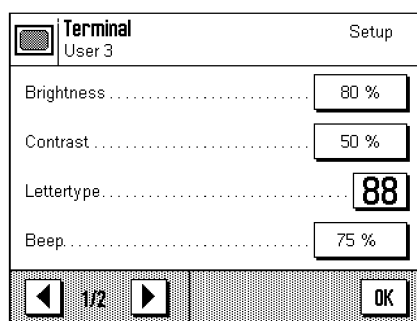 Terminal Setup
User 3
Brightness............................ 80 %
Contrast.............................. 50 %
Lettertype............................ 88
Beep.................................. 75 %
1/2 OK